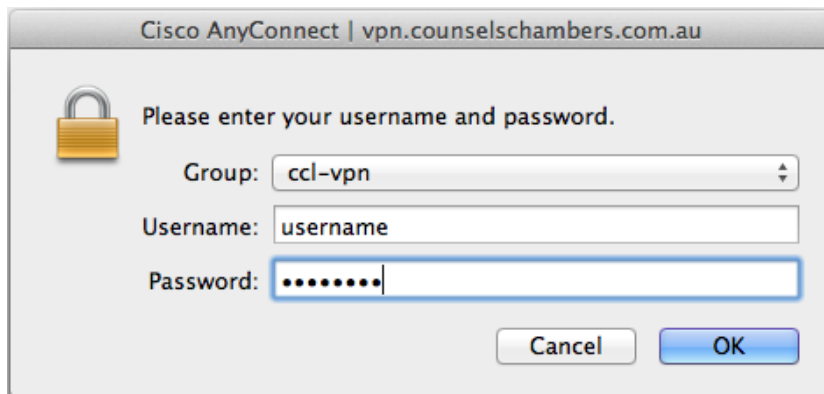 Cisco AnyConnect | vpn.counselschambers.com.au
Please enter your username and password.
Group: ccl-vpn
Username: username
Password: ••••••••
Cancel OK